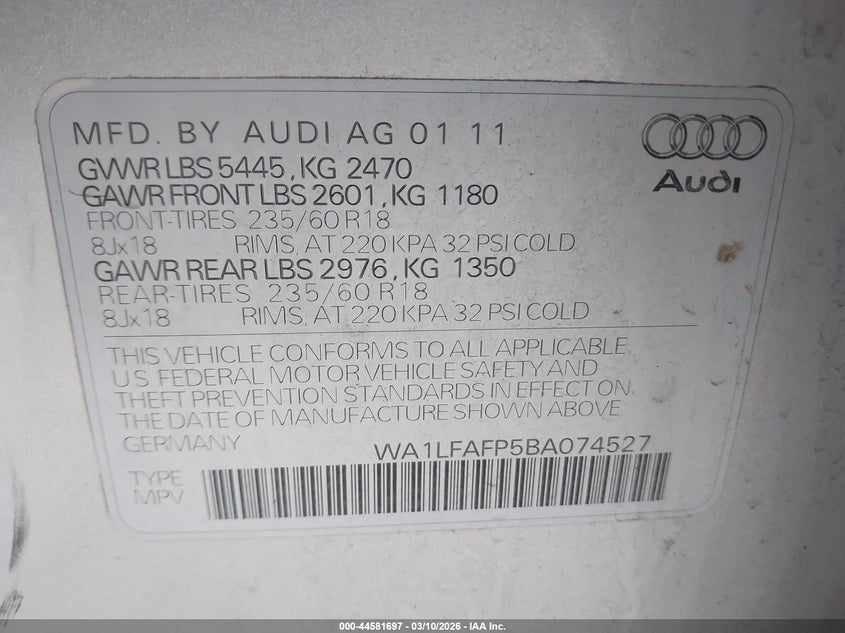 MFD. BY AUDI AG 01 11
Audi
GVWR LBS 5445, KG 2470
GAWR FRONT LBS 2601, KG 1180
FRONT-TIRES 235/60 R18
8Jx18 RIMS, AT 220 KPA 32 PSI COLD
GAWR REAR LBS 2976, KG 1350
REAR-TIRES 235/60 R18
8Jx18 RIMS, AT 220 KPA 32 PSI COLD
THIS VEHICLE CONFORMS TO ALL APPLICABLE
U S FEDERAL MOTOR VEHICLE SAFETY AND
THEFT PREVENTION STANDARDS IN EFFECT ON
THE DATE OF MANUFACTURE SHOWN ABOVE
GERMANY WA1LFAFP5BA074527
TYPE
MPV
000-44581697 - 03/10/2026 - IAA Inc.